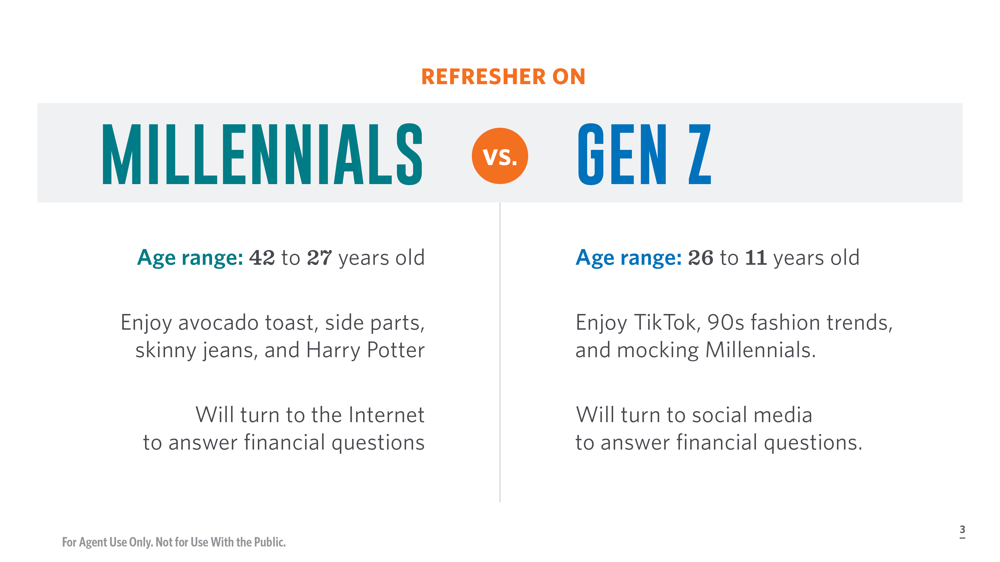 REFRESHER ON
MILLENNIALS vs. GEN Z
Age range: 42 to 27 years old
Enjoy avocado toast, side parts,
skinny jeans, and Harry Potter
Will turn to the Internet
to answer financial questions
Age range: 26 to 11 years old
Enjoy TikTok, 90s fashion trends,
and mocking Millennials.
Will turn to social media
to answer financial questions.
For Agent Use Only. Not for Use With the Public.
3